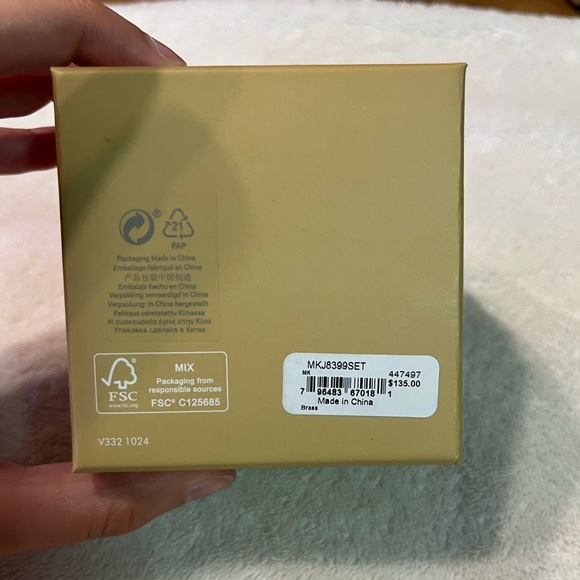 ®
21
PAP
Packaging Made in China
Emballage fabriqué en China
产品包装中国制造
Embalaje hecho en China
Verpakking vervaardigd in China
Verpackung: in China hergestellt
Pakkaus valmistettu Kiinassa
Η συσκευασία έγινε στην Κίνα
Упаковка сделана в Китае
FSC
www.fsc.org
MIX
Packaging from
responsible sources
FSC® C125685
V332 1024
MKJ8399SET
MK
447497
$135.00
7 96483 67018 1
Made in China
Brass